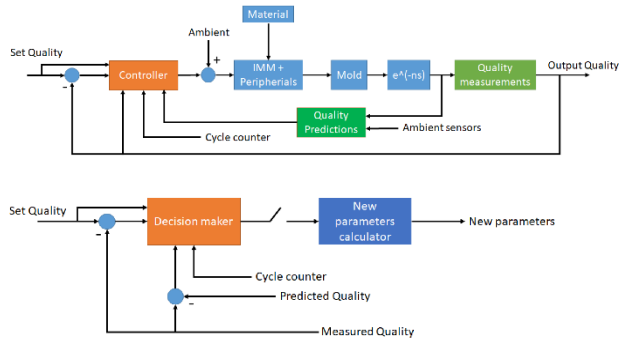 Material
Set Quality
Ambient
Controller
+
-
IMM +
Peripherials
Mold
e^(-ns)
Quality
measurements
Output Quality
Quality
Predictions
Ambient sensors
Cycle counter
Set Quality
Decision maker
-
New
parameters
calculator
New parameters
Cycle counter
Predicted Quality
-
Measured Quality